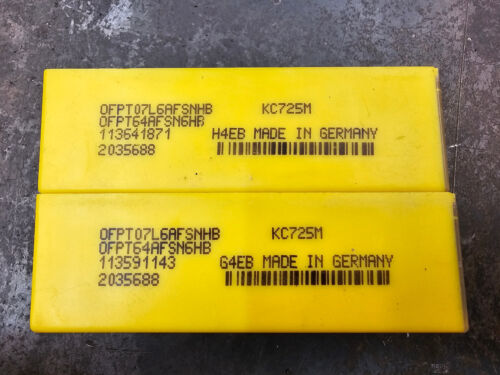 OFPT07L6AFSNHB KC725M
OFPT64AFSN6HB
113641871 H4EB MADE IN GERMANY
2035688
OFPT07L6AFSNHB KC725M
OFPT64AFSN6HB
113591143 G4EB MADE IN GERMANY
2035688